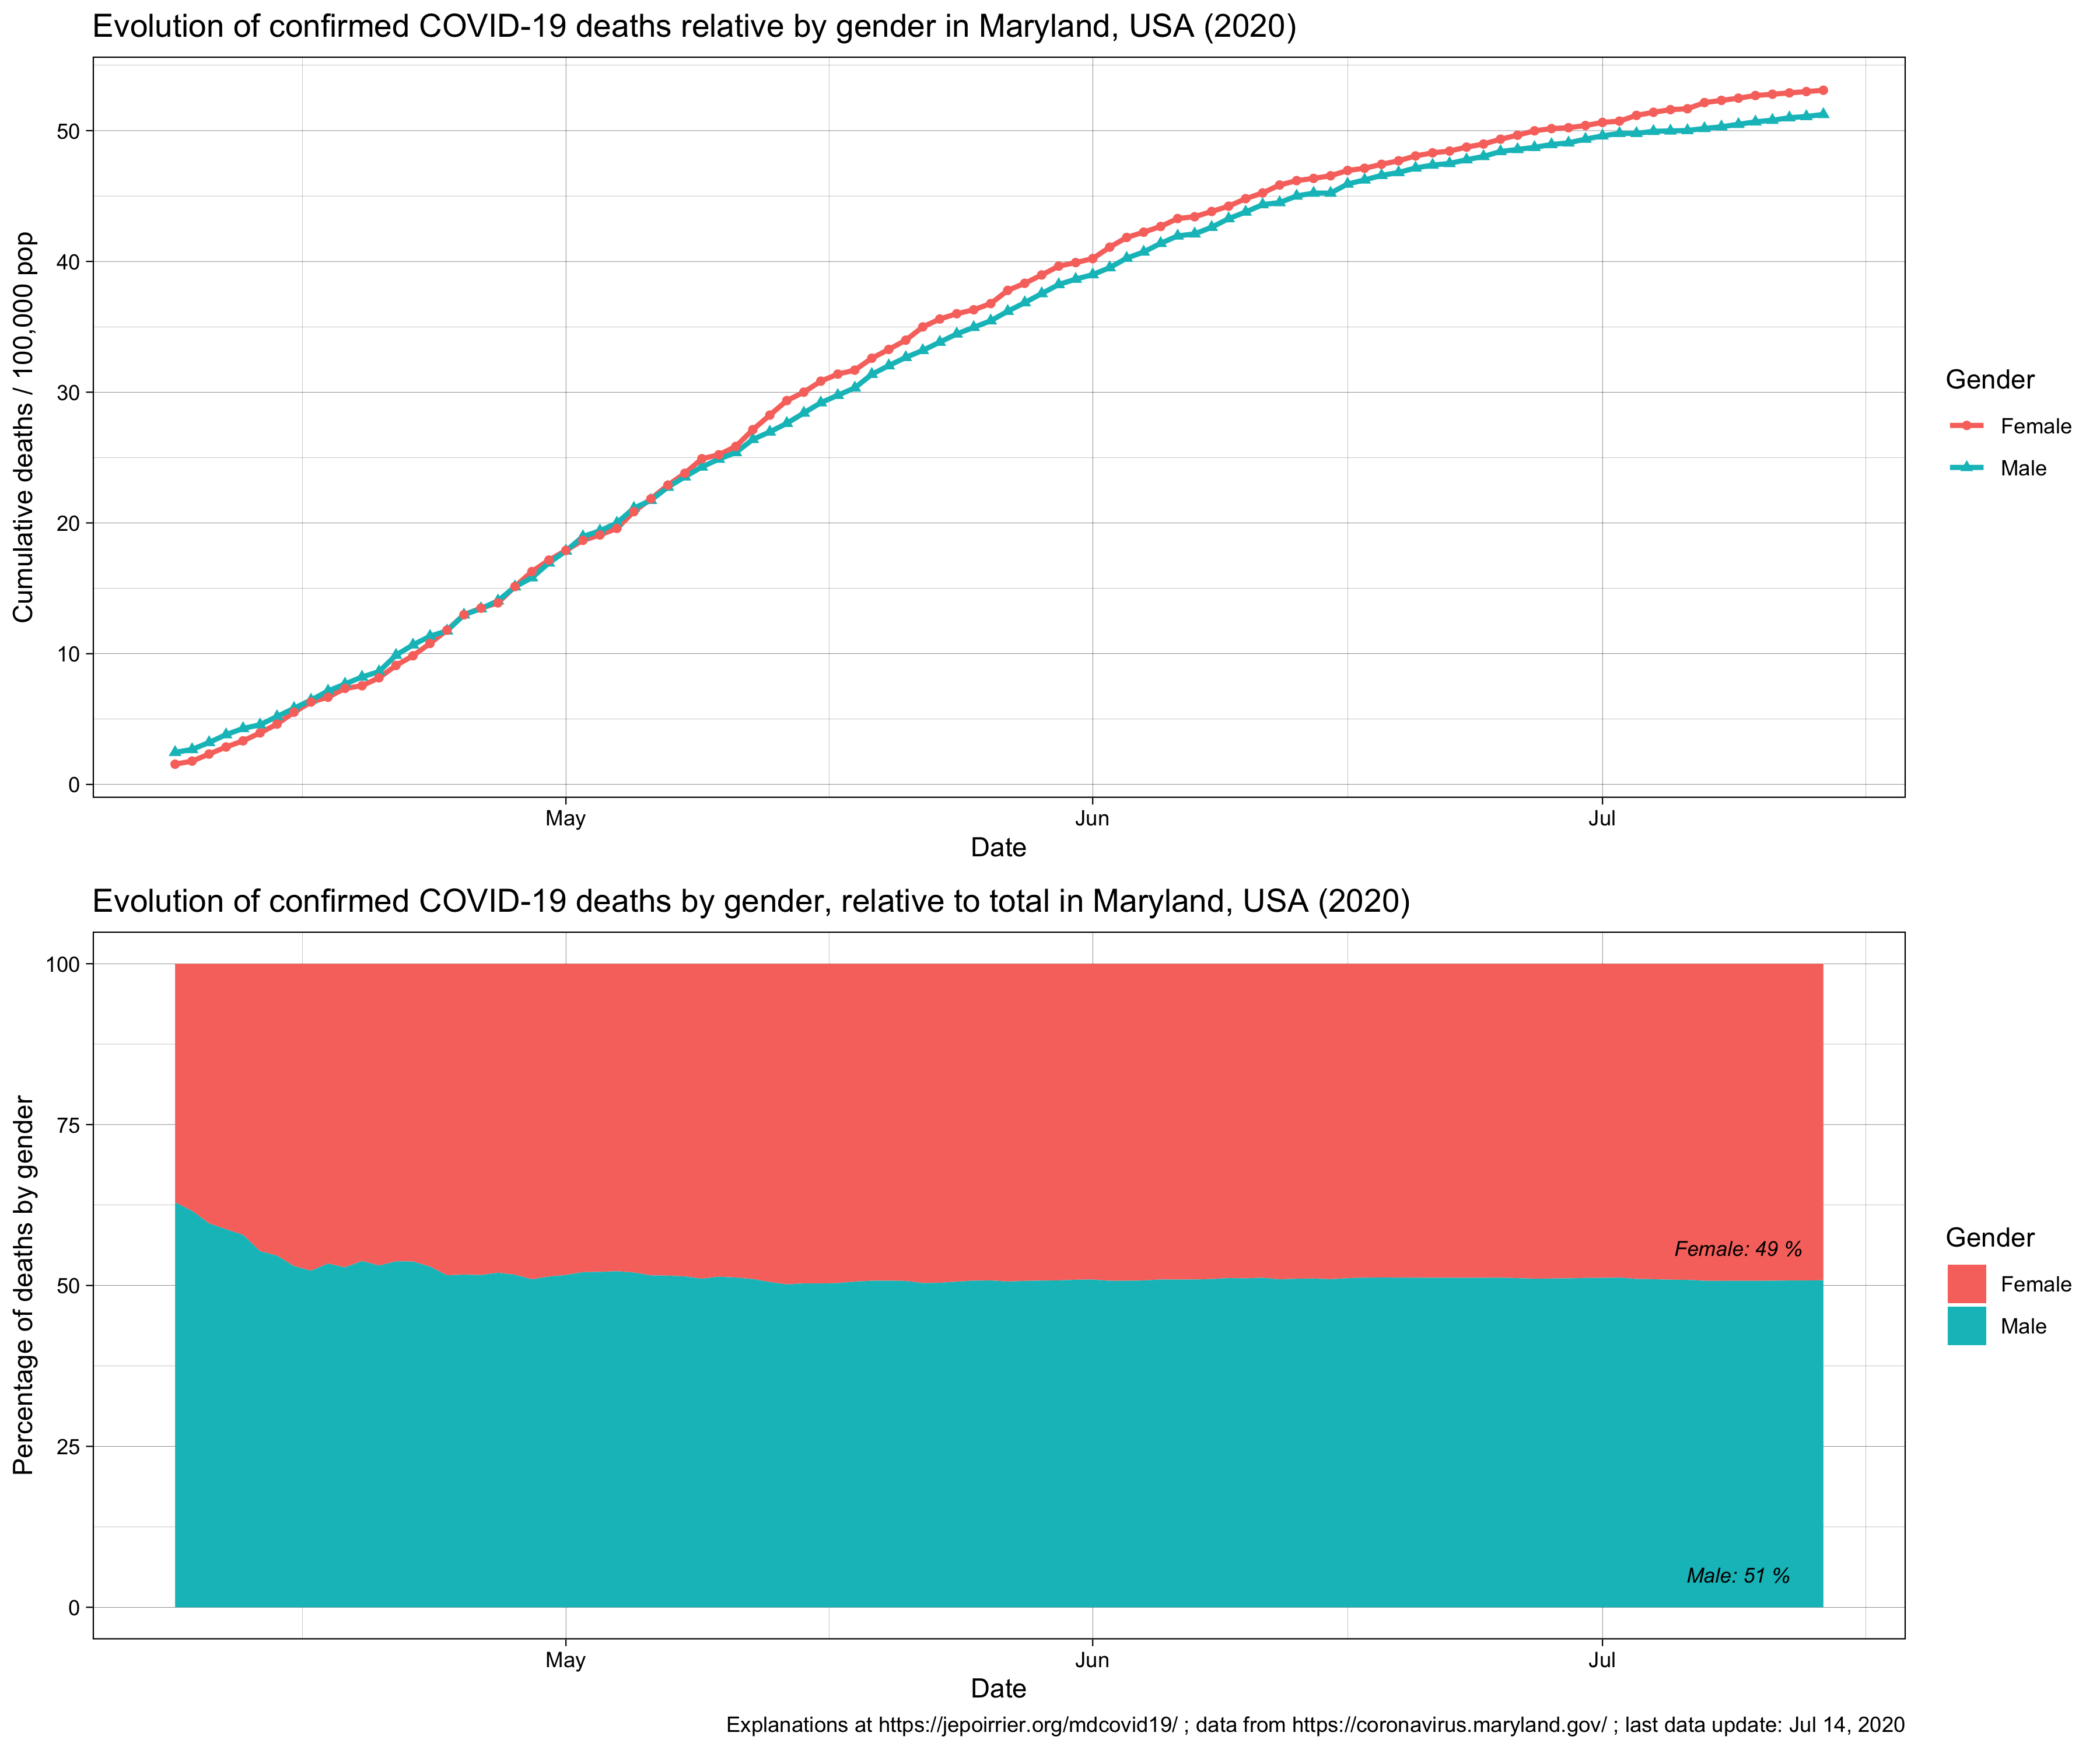 Evolution of confirmed COVID-19 deaths relative by gender in Maryland, USA (2020)
Cumulative deaths / 100,000 pop
50
40
30
20
10
0
May
Jun
Jul
Date
Gender
Female
Male
Evolution of confirmed COVID-19 deaths by gender, relative to total in Maryland, USA (2020)
Percentage of deaths by gender
100
75
50
25
0
Female: 49 %
Male: 51 %
May
Jun
Jul
Date
Gender
Female
Male
Explanations at https://jepoirrier.org/mdcovid19/ ; data from https://coronavirus.maryland.gov/ ; last data update: Jul 14, 2020